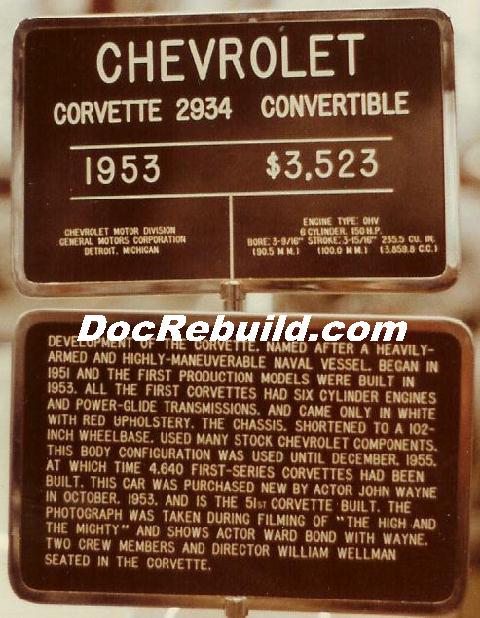 CHEVROLET
CORVETTE 2934 CONVERTIBLE
1953 $3,523
CHEVROLET MOTOR DIVISION
GENERAL MOTORS CORPORATION
DETROIT, MICHIGAN
ENGINE TYPE: OHV
6 CYLINDER, 150 H.P.
BORE: 3-9/16" STROKE: 3-15/16" 235.5 CU. IN.
(90.5 M.M.) (100.0 M.M.) (3,859.8 C.C.)
DocRebuild.com
DEVELOPMENT OF THE CORVETTE, NAMED AFTER A HEAVILY-
ARMED AND HIGHLY-MANEUVERABLE NAVAL VESSEL, BEGAN IN
1951 AND THE FIRST PRODUCTION MODELS WERE BUILT IN
1953. ALL THE FIRST CORVETTES HAD SIX CYLINDER ENGINES
AND POWER-GLIDE TRANSMISSIONS, AND CAME ONLY IN WHITE
WITH RED UPHOLSTERY. THE CHASSIS, SHORTENED TO A 102-
INCH WHEELBASE, USED MANY STOCK CHEVROLET COMPONENTS.
THIS BODY CONFIGURATION WAS USED UNTIL DECEMBER, 1955,
AT WHICH TIME 4,640 FIRST-SERIES CORVETTES HAD BEEN
BUILT. THIS CAR WAS PURCHASED NEW BY ACTOR JOHN WAYNE
IN OCTOBER, 1953, AND IS THE 51ST CORVETTE BUILT. THE
PHOTOGRAPH WAS TAKEN DURING FILMING OF "THE HIGH AND
THE MIGHTY" AND SHOWS ACTOR WARD BOND WITH WAYNE,
TWO CREW MEMBERS AND DIRECTOR WILLIAM WELLMAN
SEATED IN THE CORVETTE.